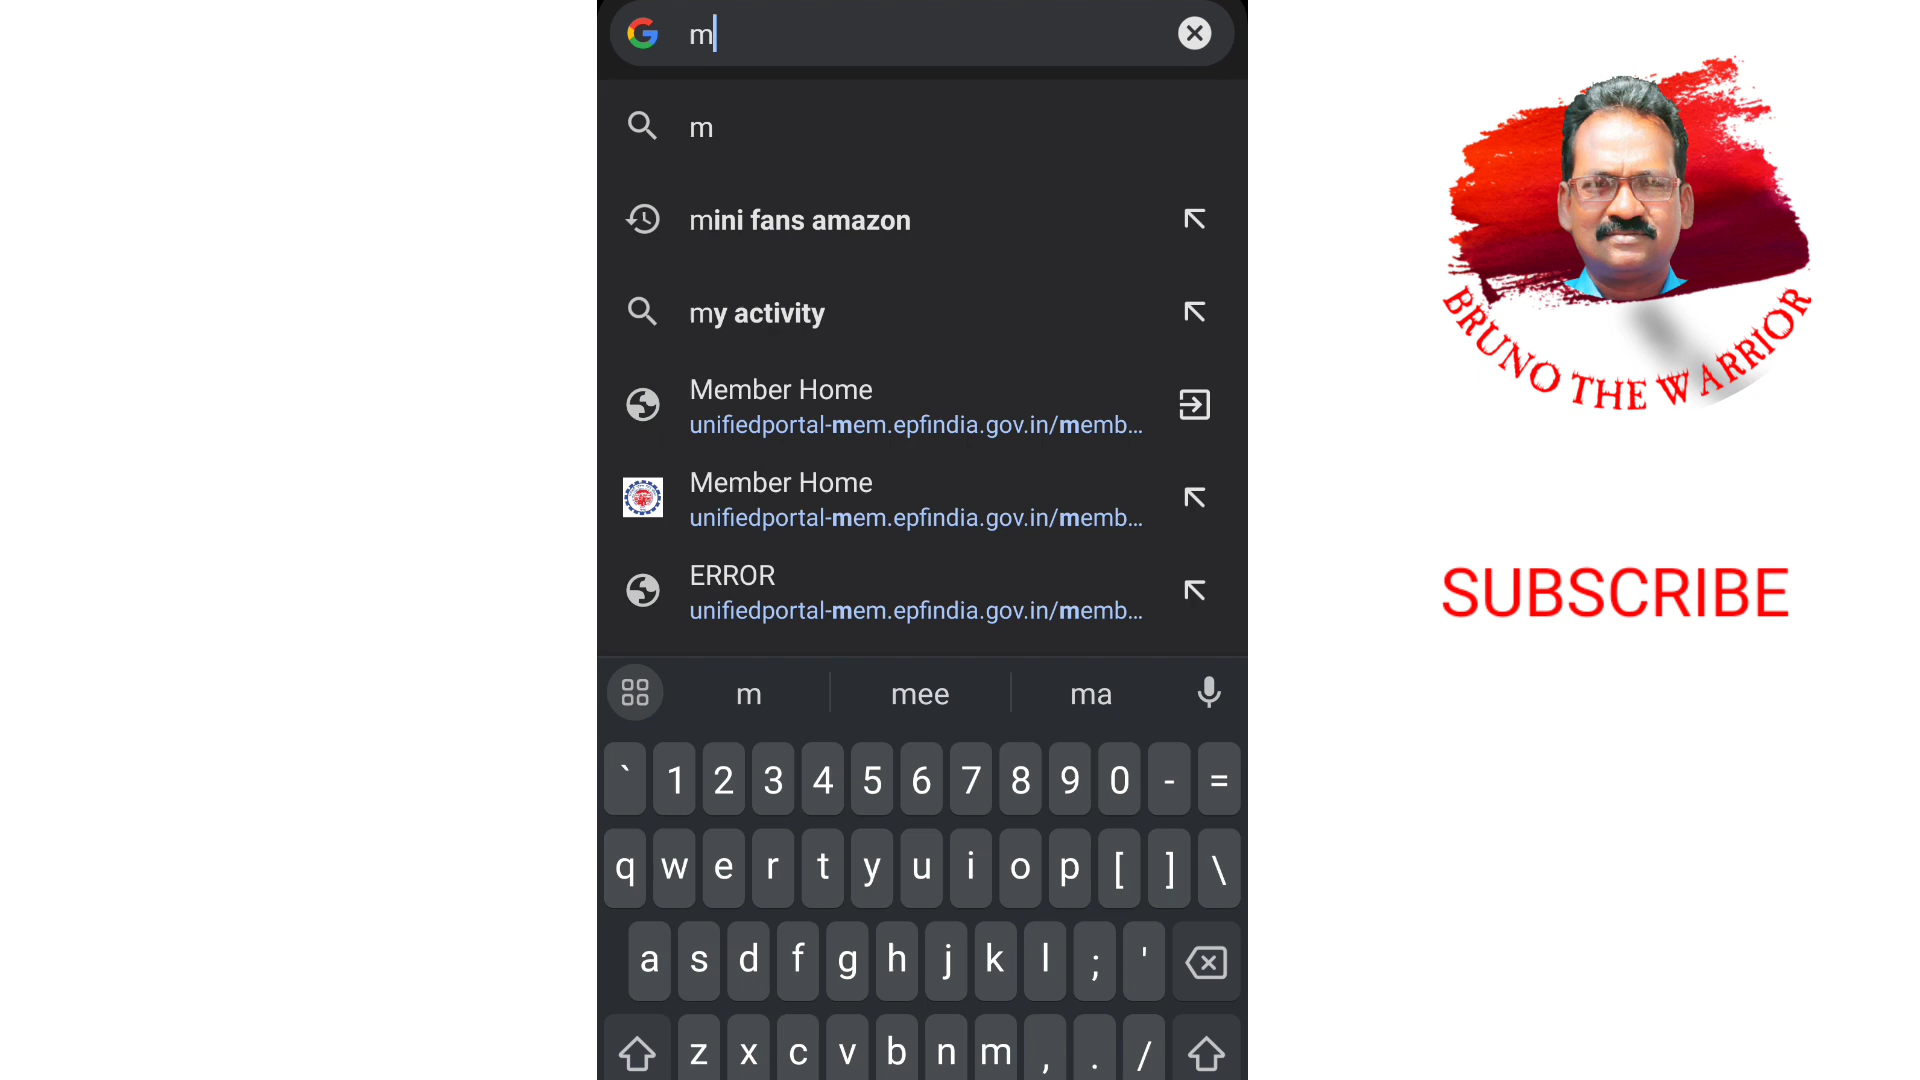 m
m
mini fans amazon
my activity
Member Home
unifiedportal-mem.epfindia.gov.in/memb...
Member Home
unifiedportal-mem.epfindia.gov.in/memb...
ERROR
unifiedportal-mem.epfindia.gov.in/memb...
m mee ma
` 1 2 3 4 5 6 7 8 9 0 - =
q w e r t y u i o p [ ] \
a s d f g h j k l ; '
z x c v b n m , . /
BRUNO THE WARRIOR
SUBSCRIBE